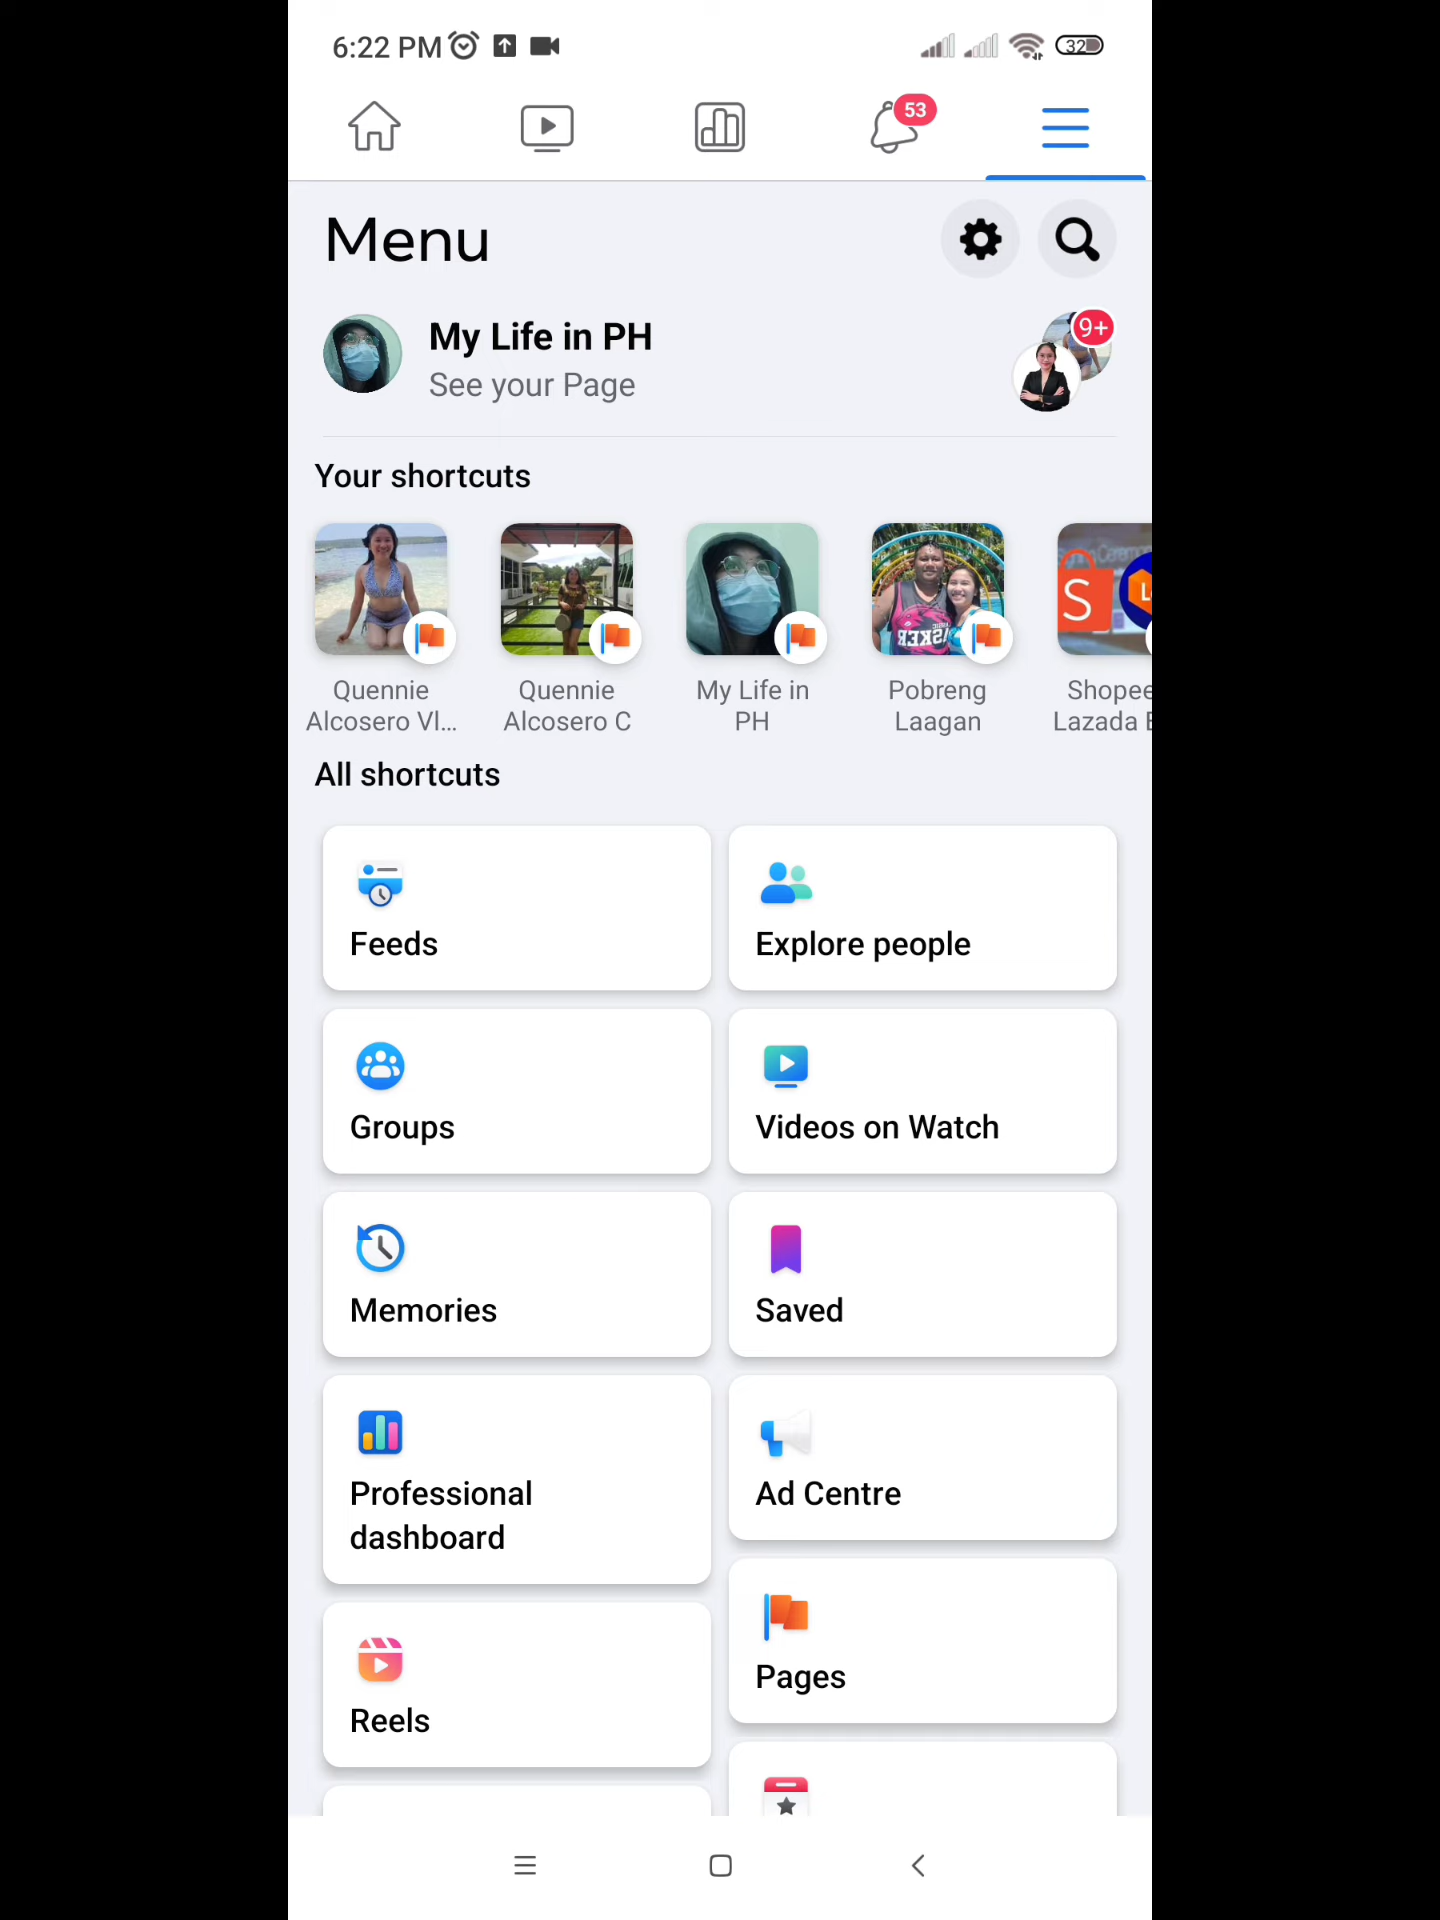 6:22 PM
32
53
Menu
My Life in PH
See your Page
9+
Your shortcuts
Quennie
Alcosero Vl...
Quennie
Alcosero C
My Life in
PH
Pobreng
Laagan
Shopee
Lazada
All shortcuts
Feeds
Explore people
Groups
Videos on Watch
Memories
Saved
Professional
dashboard
Ad Centre
Pages
Reels